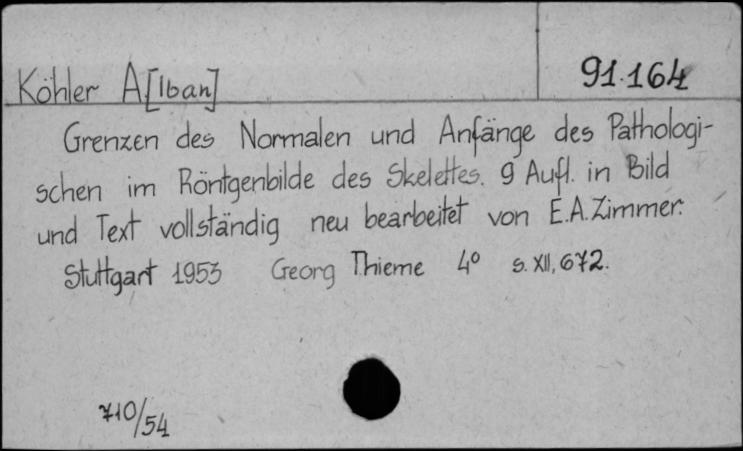 91.164
Köhler A[lban]
Grenzen des Normalen und Anfänge des Pathologi-
schen im Röntgenbilde des Skelettes. 9 Aufl. in Bild
und Text vollständig neu bearbeitet von E.A. Zimmer.
Stuttgart 1953 Georg Thieme 4° s. XII, 672.
710/54